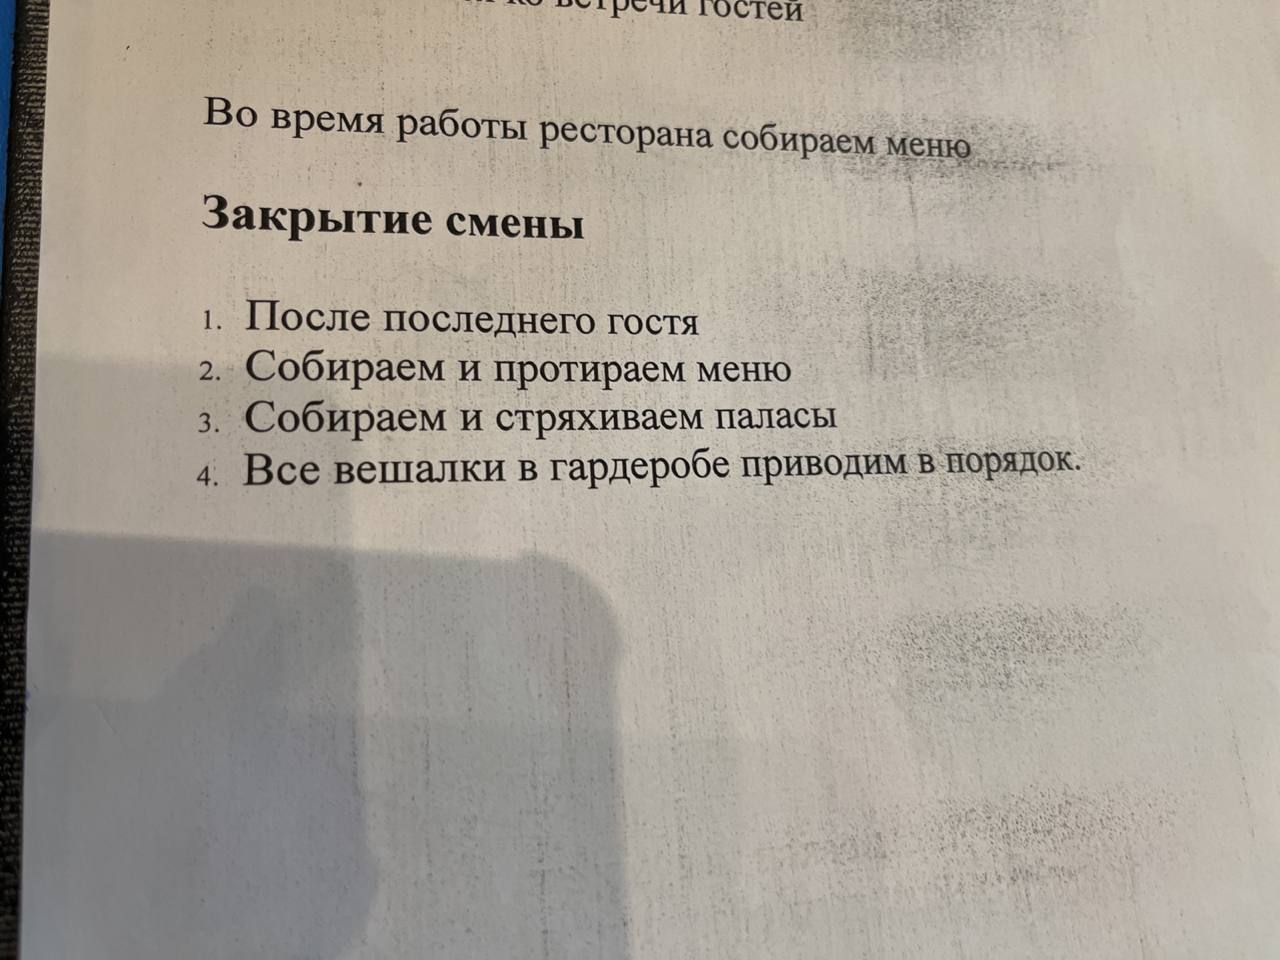 ко встречи гостей
Во время работы ресторана собираем меню
Закрытие смены
1. После последнего гостя
2. Собираем и протираем меню
3. Собираем и стряхиваем паласы
4. Все вешалки в гардеробе приводим в порядок.